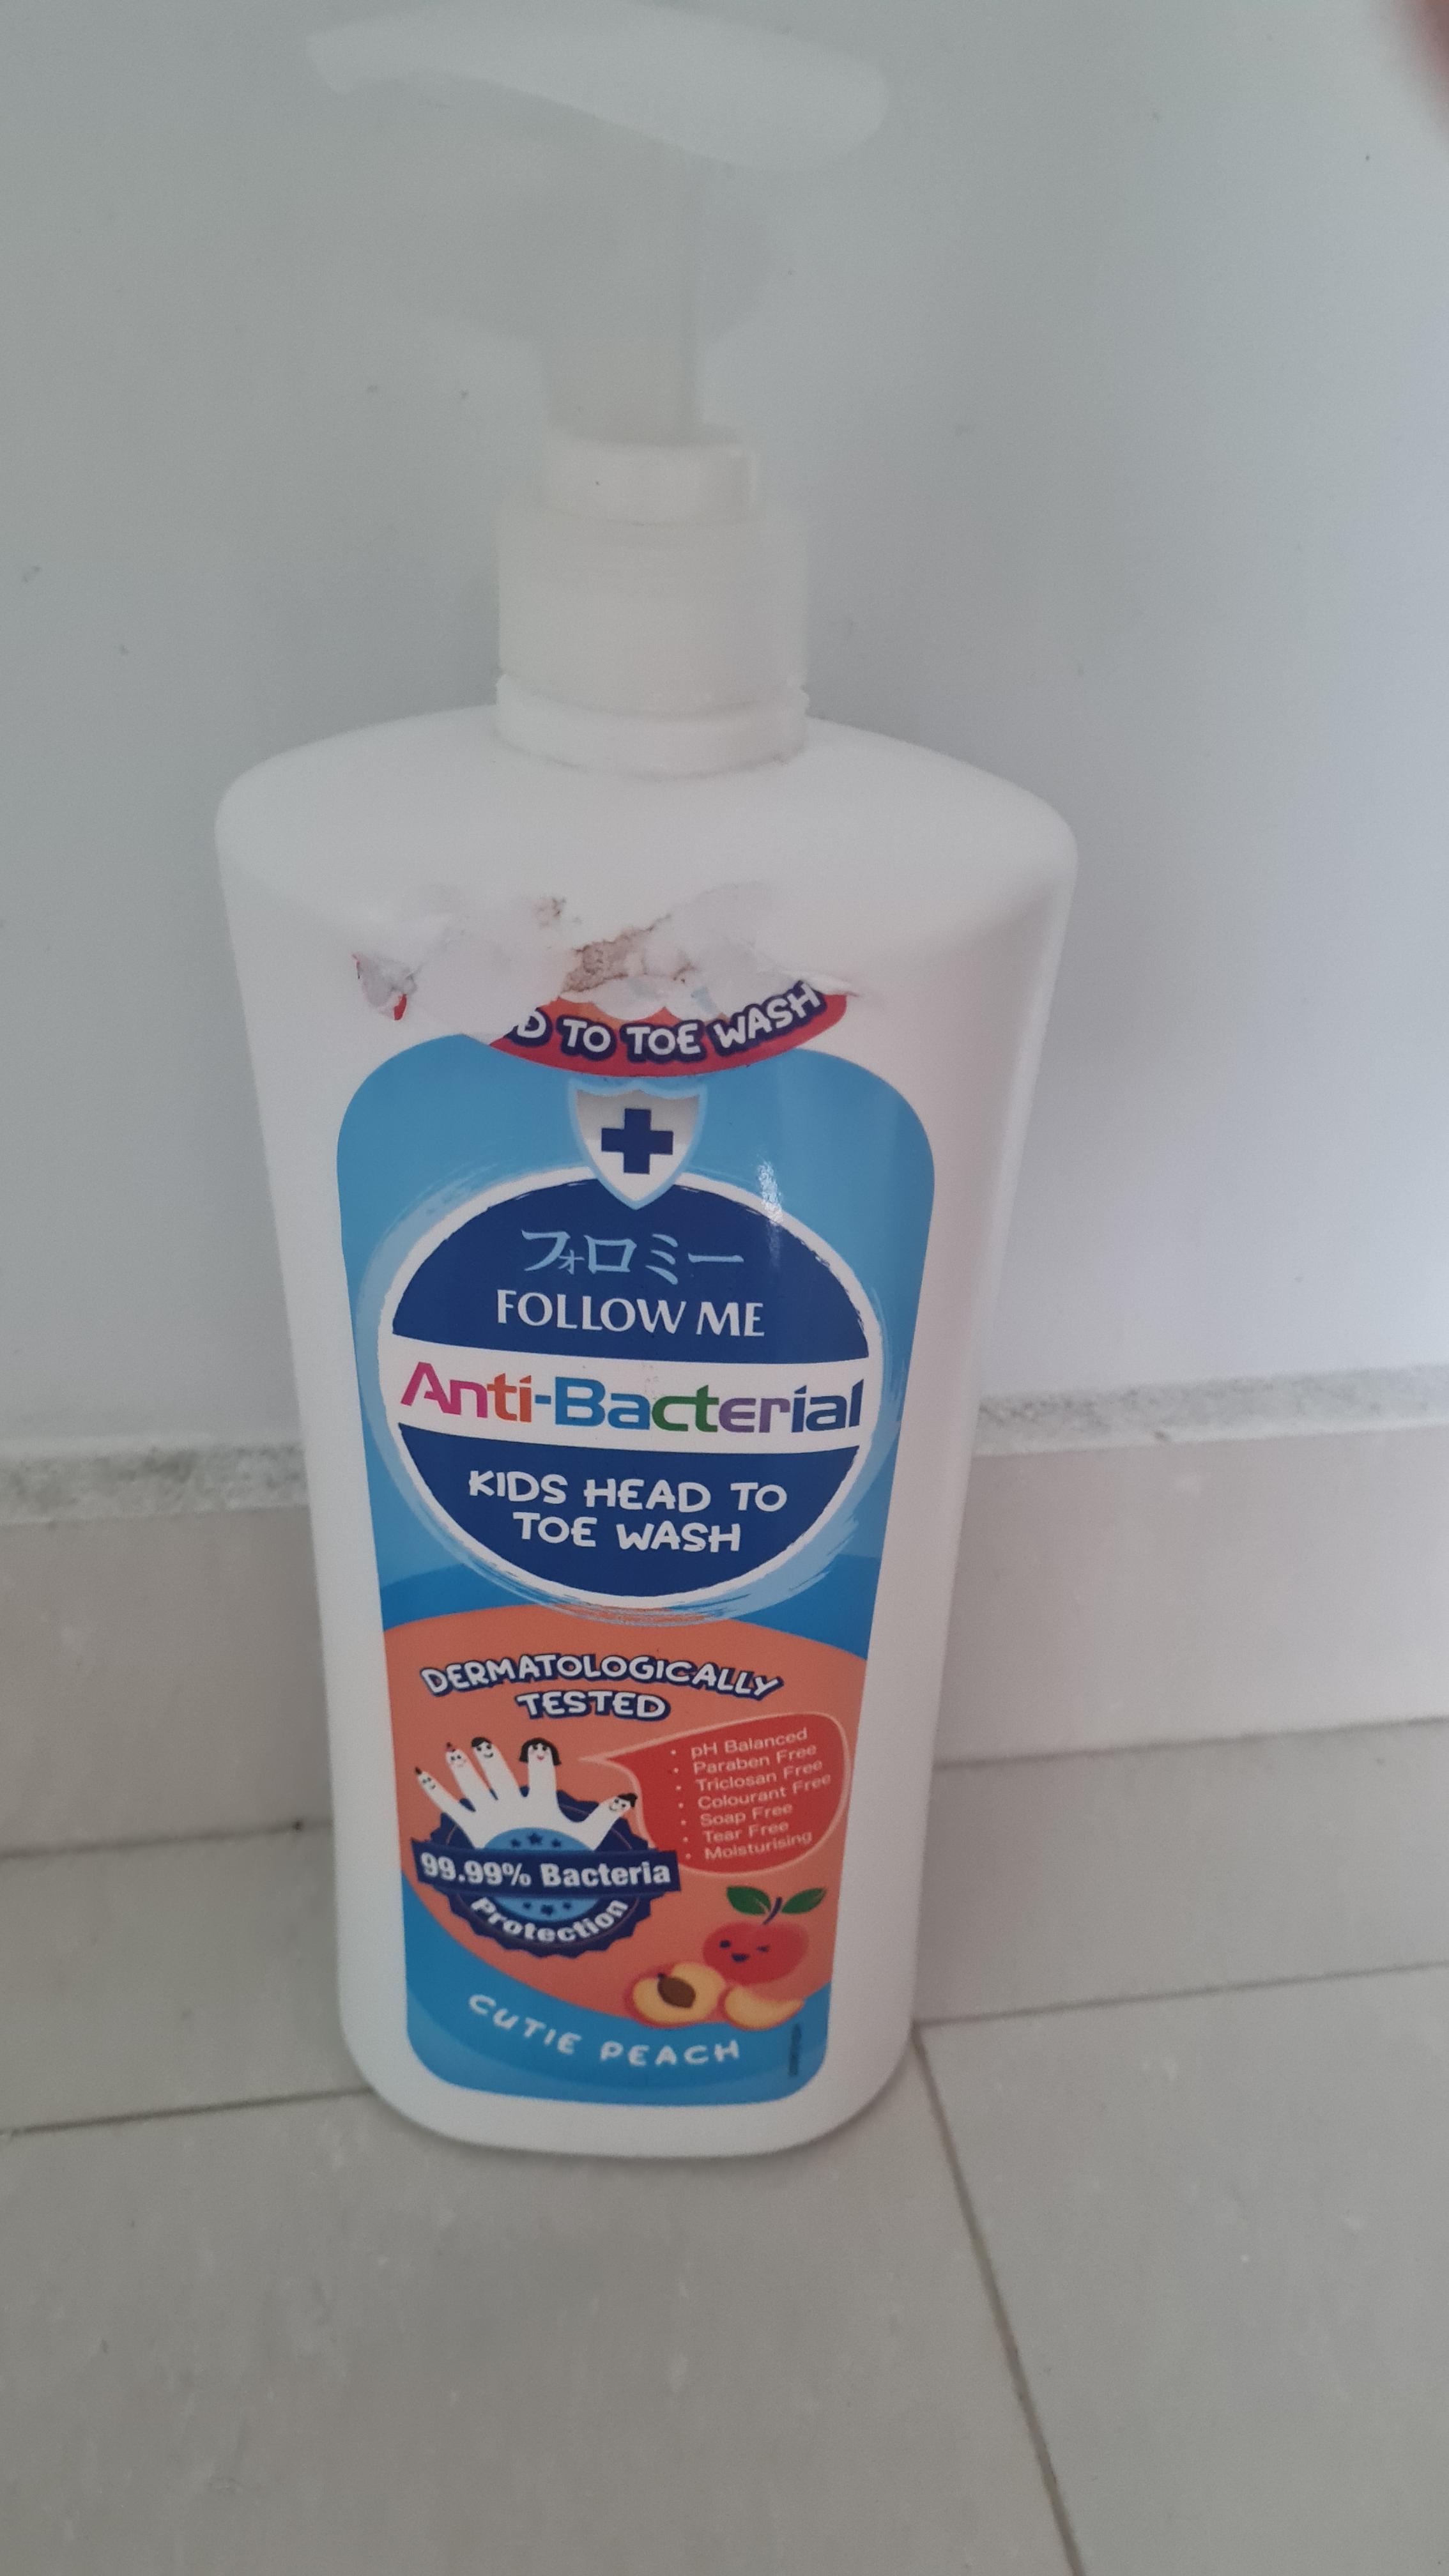 D TO TOE WASH
フォロミー
FOLLOW ME
Anti-Bacterial
KIDS HEAD TO
TOE WASH
DERMATOLOGICALLY
TESTED
• pH Balanced
• Paraben Free
• Triclosan Free
• Colourant Free
• Soap Free
• Tear Free
• Moisturising
99.99% Bacteria
Protection
CUTIE PEACH